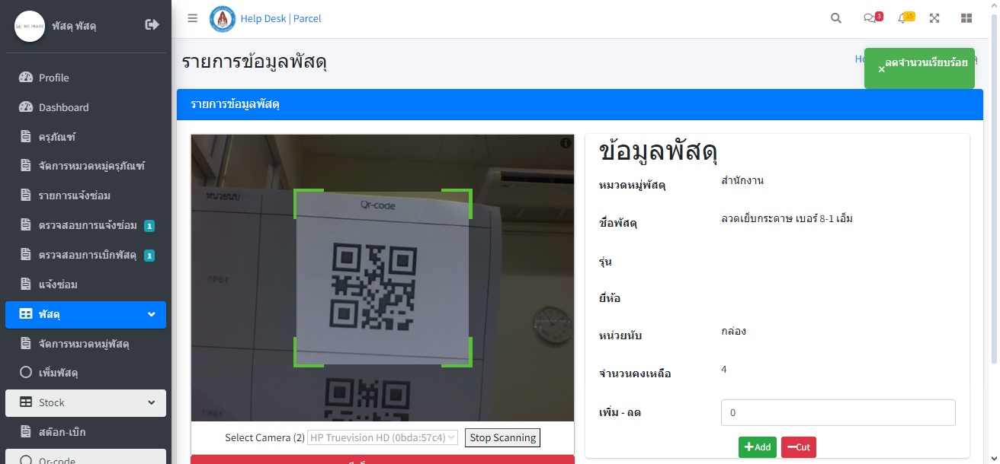 NO IMAGE
พัสดุ พัสดุ
Profile
Dashboard
ครุภัณฑ์
จัดการหมวดหมู่ครุภัณฑ์
รายการแจ้งซ่อม
ตรวจสอบการแจ้งซ่อม 1
ตรวจสอบการเบิกพัสดุ 1
แจ้งซ่อม
พัสดุ
จัดการหมวดหมู่พัสดุ
เพิ่มพัสดุ
Stock
สต๊อก-เบิก
Qr-code
Help Desk | Parcel
3
15
รายการข้อมูลพัสดุ
ลดจำนวนเรียบร้อย
×
รายการข้อมูลพัสดุ
หน่วยนับ
Qr-code
กล่อง
กล่อง
Select Camera (2) HP Truevision HD (0bda:57c4)
Stop Scanning
ข้อมูลพัสดุ
หมวดหมู่พัสดุ สำนักงาน
ชื่อพัสดุ ลวดเย็บกระดาษ เบอร์ 8-1 เอ็ม
รุ่น
ยี่ห้อ
หน่วยนับ กล่อง
จำนวนคงเหลือ 4
เพิ่ม - ลด 0
Add Cut